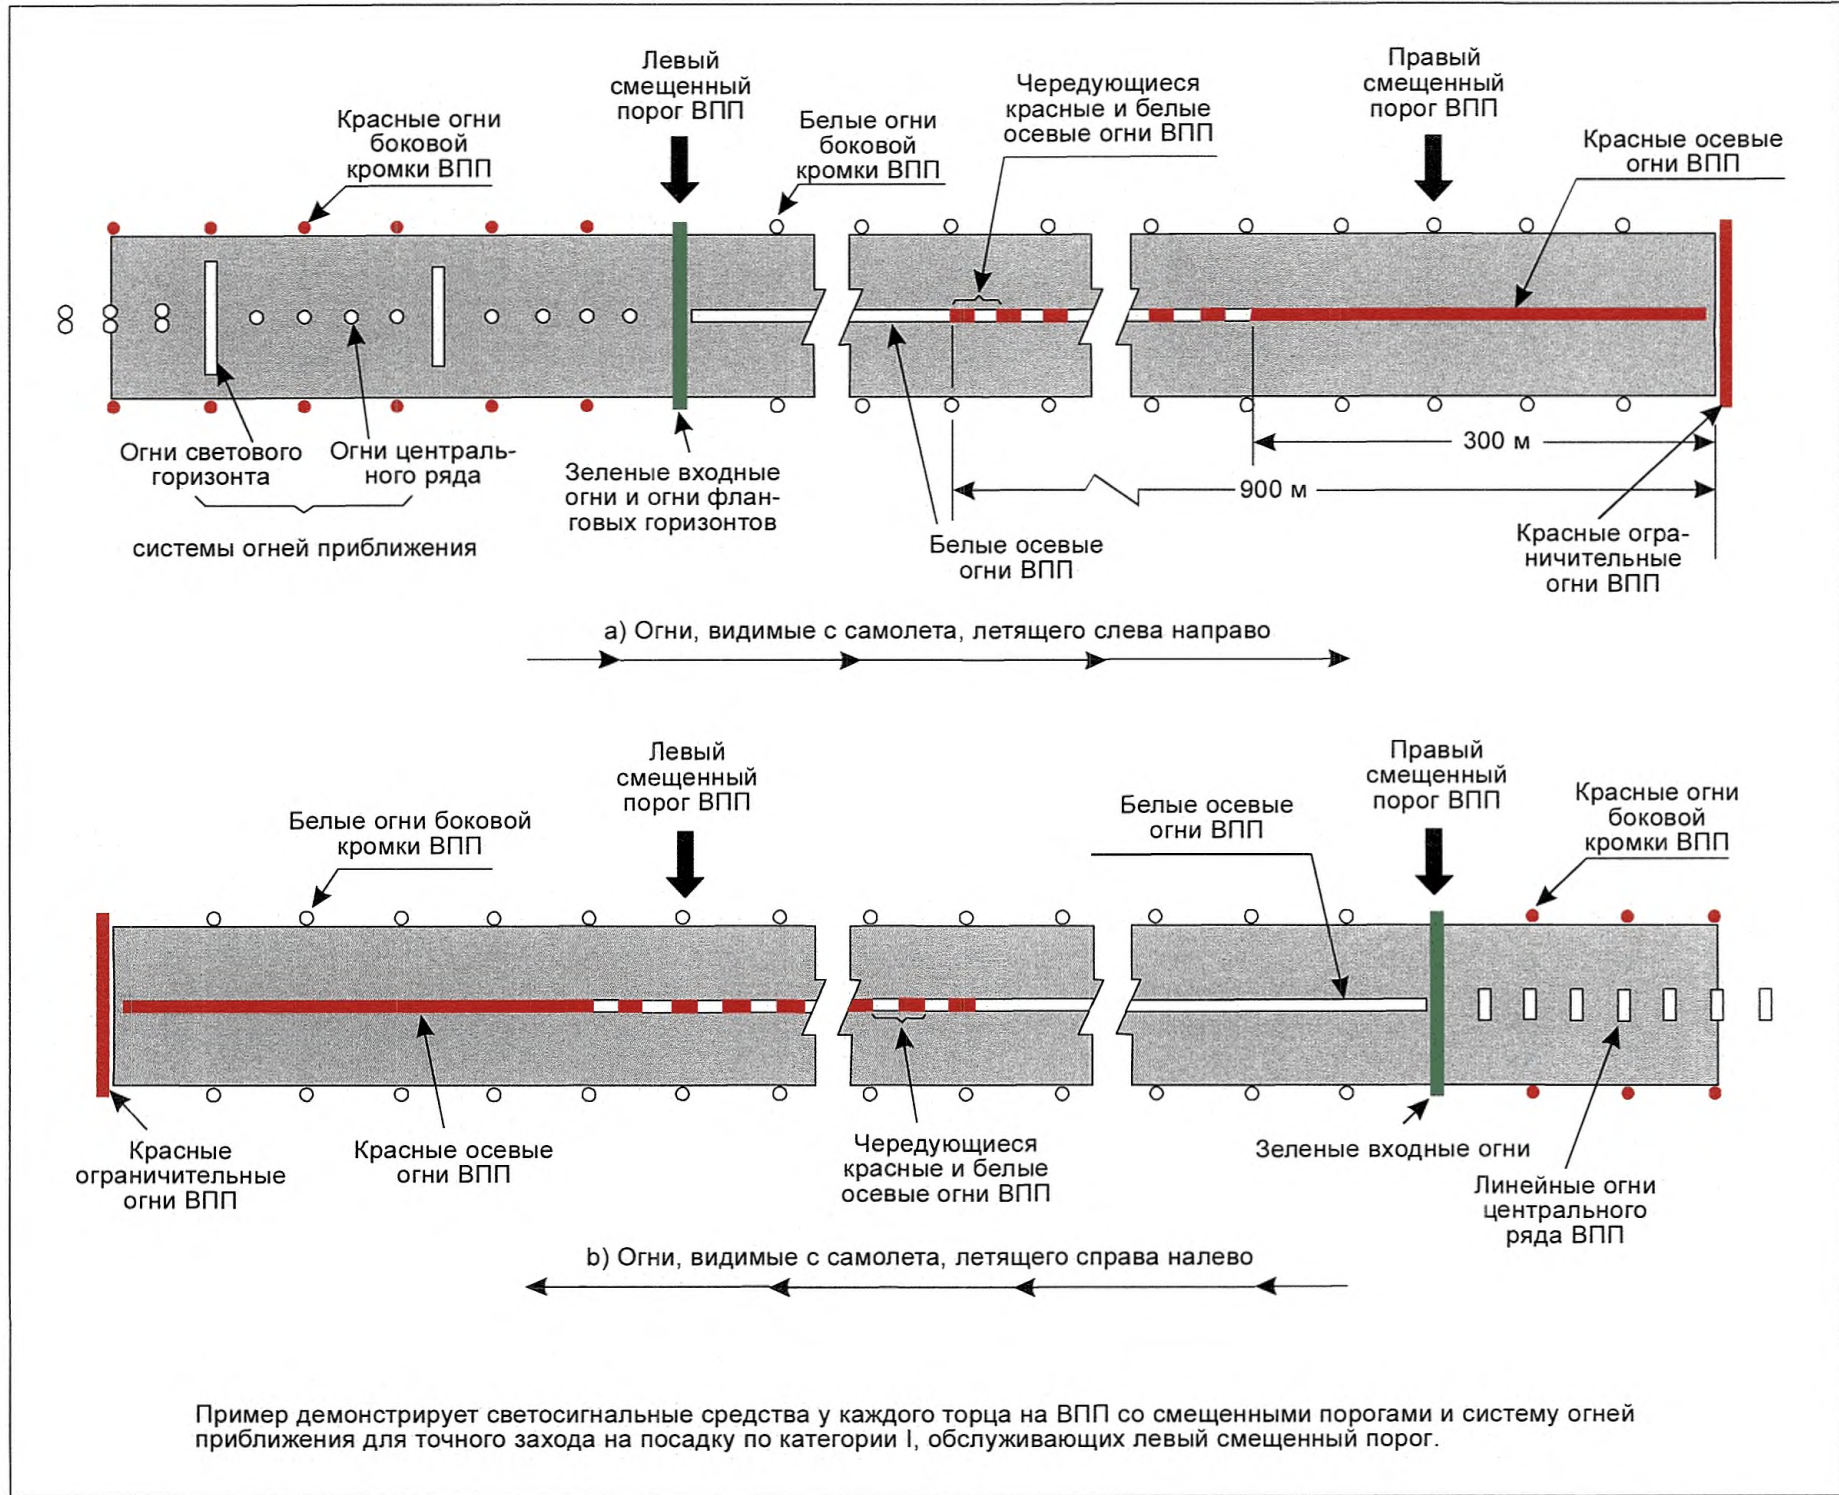 Левый
смещенный
порог ВПП
Правый
смещенный
порог ВПП
Чередующиеся
красные и белые
осевые огни ВПП
Красные огни
боковой
кромки ВПП
Белые огни
боковой
кромки ВПП
Красные осевые
огни ВПП
Огни светового
горизонта
Огни централь-
ного ряда
системы огней приближения
Зеленые входные
огни и огни флан-
говых горизонтов
300 м
900 м
Белые осевые
огни ВПП
Красные огра-
ничительные
огни ВПП
a) Огни, видимые с самолета, летящего слева направо
Левый
смещенный
порог ВПП
Правый
смещенный
порог ВПП
Белые огни боковой
кромки ВПП
Белые осевые
огни ВПП
Красные огни
боковой
кромки ВПП
Красные
ограничительные
огни ВПП
Красные осевые
огни ВПП
Чередующиеся
красные и белые
осевые огни ВПП
Зеленые входные огни
Линейные огни
центрального
ряда ВПП
b) Огни, видимые с самолета, летящего справа налево
Пример демонстрирует светосигнальные средства у каждого торца на ВПП со смещенными порогами и систему огней
приближения для точного захода на посадку по категории I, обслуживающих левый смещенный порог.